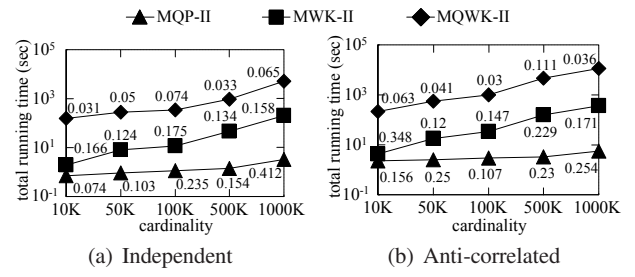 MQP-II MWK-II MQWK-II
total running time (sec)
10^5
10^3
10^1
10^-1
0.031 0.05 0.074 0.033 0.065
0.166 0.124 0.175 0.134 0.158
0.074 0.103 0.235 0.154 0.412
10K 50K 100K 500K 1000K
cardinality
(a) Independent
total running time (sec)
10^5
10^3
10^1
10^-1
0.063 0.041 0.03 0.111 0.036
0.348 0.12 0.147 0.229 0.171
0.156 0.25 0.107 0.23 0.254
10K 50K 100K 500K 1000K
cardinality
(b) Anti-correlated